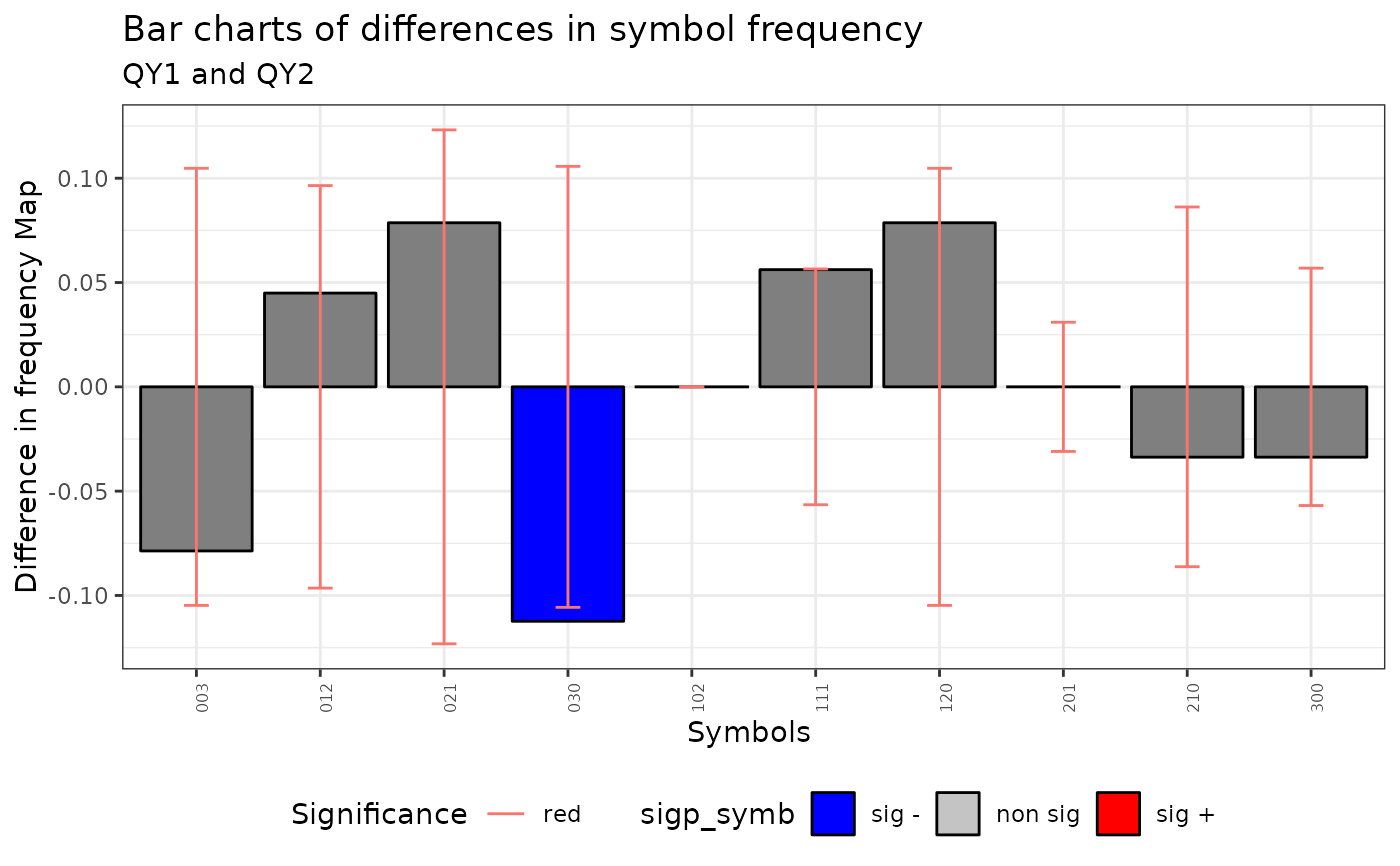 Bar charts of differences in symbol frequency
QY1 and QY2
Difference in frequency Map
0.10
0.05
0.00
-0.05
-0.10
003 012 021 030 102 111 120 201 210 300
Symbols
Significance red sigp_symb sig - non sig sig +